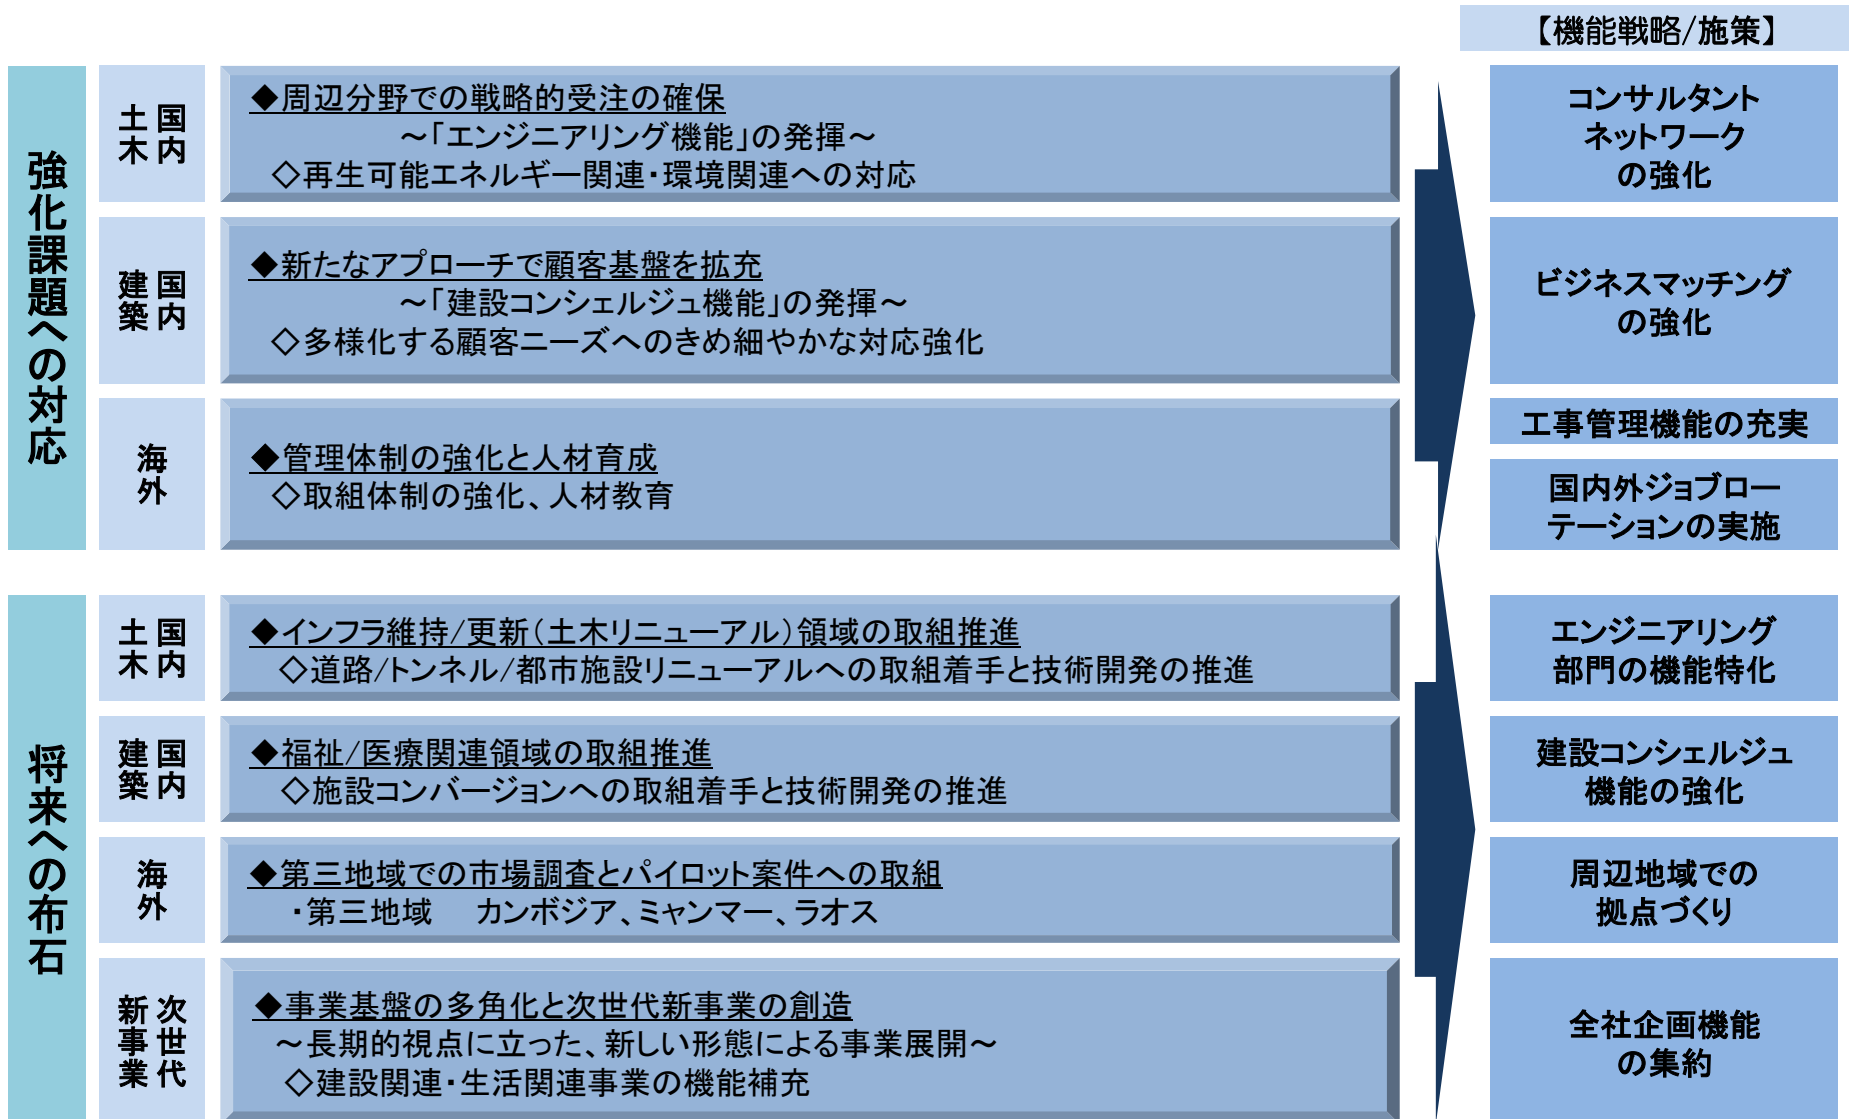 【機能戦略/施策】
強化課題への対応
国内
土木
◆周辺分野での戦略的受注の確保
～「エンジニアリング機能」の発揮～
◇再生可能エネルギー関連・環境関連への対応
コンサルタント
ネットワーク
の強化
国内
建築
◆新たなアプローチで顧客基盤を拡充
～「建設コンシェルジュ機能」の発揮～
◇多様化する顧客ニーズへのきめ細やかな対応強化
ビジネスマッチング
の強化
海外
◆管理体制の強化と人材育成
◇取組体制の強化、人材教育
工事管理機能の充実
国内外ジョブロー
テーションの実施
将来への布石
国内
土木
◆インフラ維持/更新（土木リニューアル）領域の取組推進
◇道路/トンネル/都市施設リニューアルへの取組着手と技術開発の推進
エンジニアリング
部門の機能特化
国内
建築
◆福祉/医療関連領域の取組推進
◇施設コンバージョンへの取組着手と技術開発の推進
建設コンシェルジュ
機能の強化
海外
◆第三地域での市場調査とパイロット案件への取組
・第三地域　カンボジア、ミャンマー、ラオス
周辺地域での
拠点づくり
次世代
新事業
◆事業基盤の多角化と次世代新事業の創造
～長期的視点に立った、新しい形態による事業展開～
◇建設関連・生活関連事業の機能補充
全社企画機能
の集約